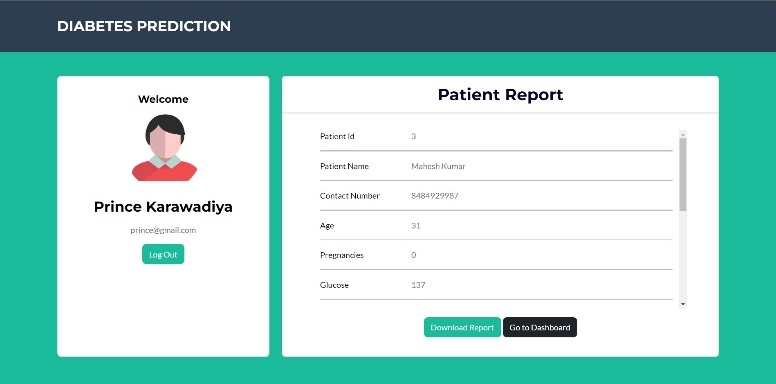 DIABETES PREDICTION
Welcome
Prince Karawadiya
prince@gmail.com
Log Out
Patient Report
Patient Id 3
Patient Name Mahesh Kumar
Contact Number 8484929987
Age 31
Pregnancies 0
Glucose 137
Download Report Go to Dashboard